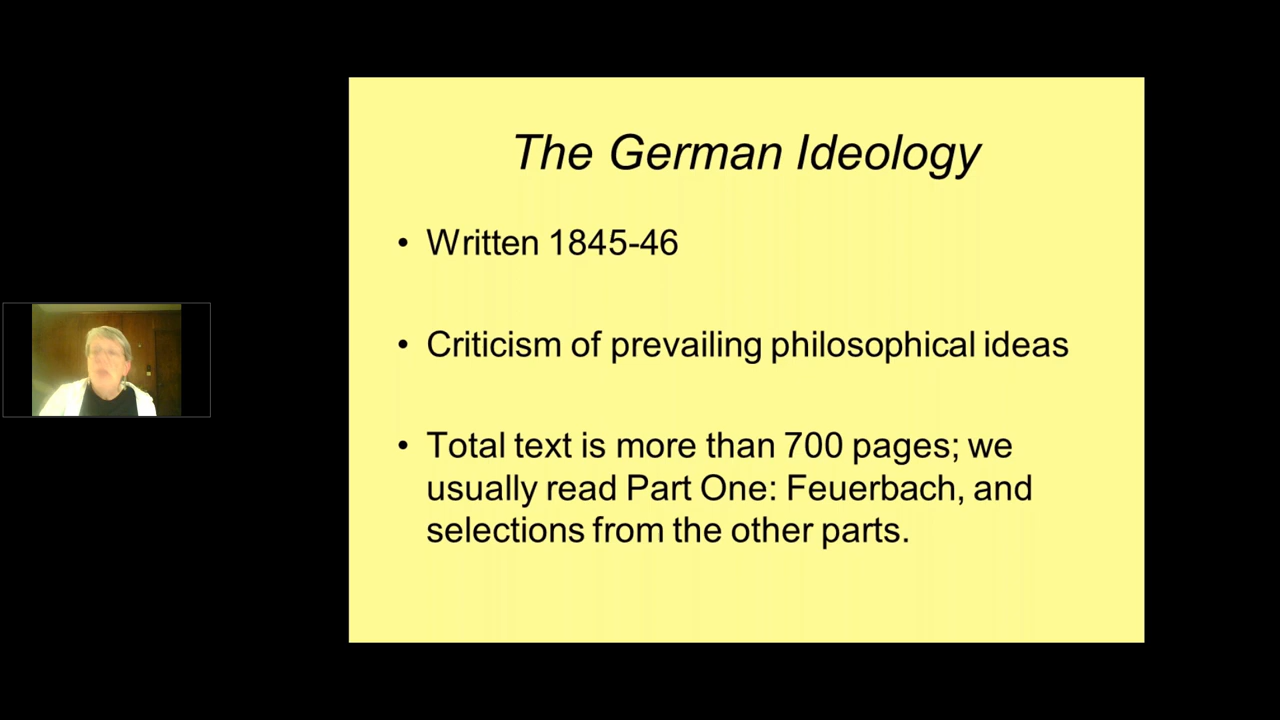 The German Ideology
• Written 1845-46
• Criticism of prevailing philosophical ideas
• Total text is more than 700 pages; we
usually read Part One: Feuerbach, and
selections from the other parts.